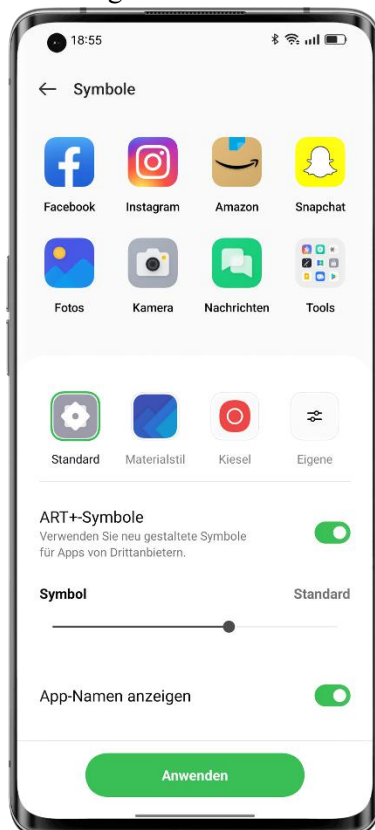 18:55
Symbole
Facebook Instagram Amazon Snapchat
Fotos Kamera Nachrichten Tools
Standard Materialstil Kiesel Eigene
ART+-Symbole
Verwenden Sie neu gestaltete Symbole
für Apps von Drittanbietern.
Symbol Standard
App-Namen anzeigen
Anwenden